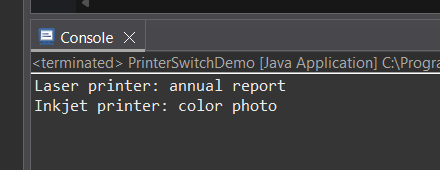 Console
<terminated> PrinterSwitchDemo [Java Application] C:\Progra
Laser printer: annual report
Inkjet printer: color photo